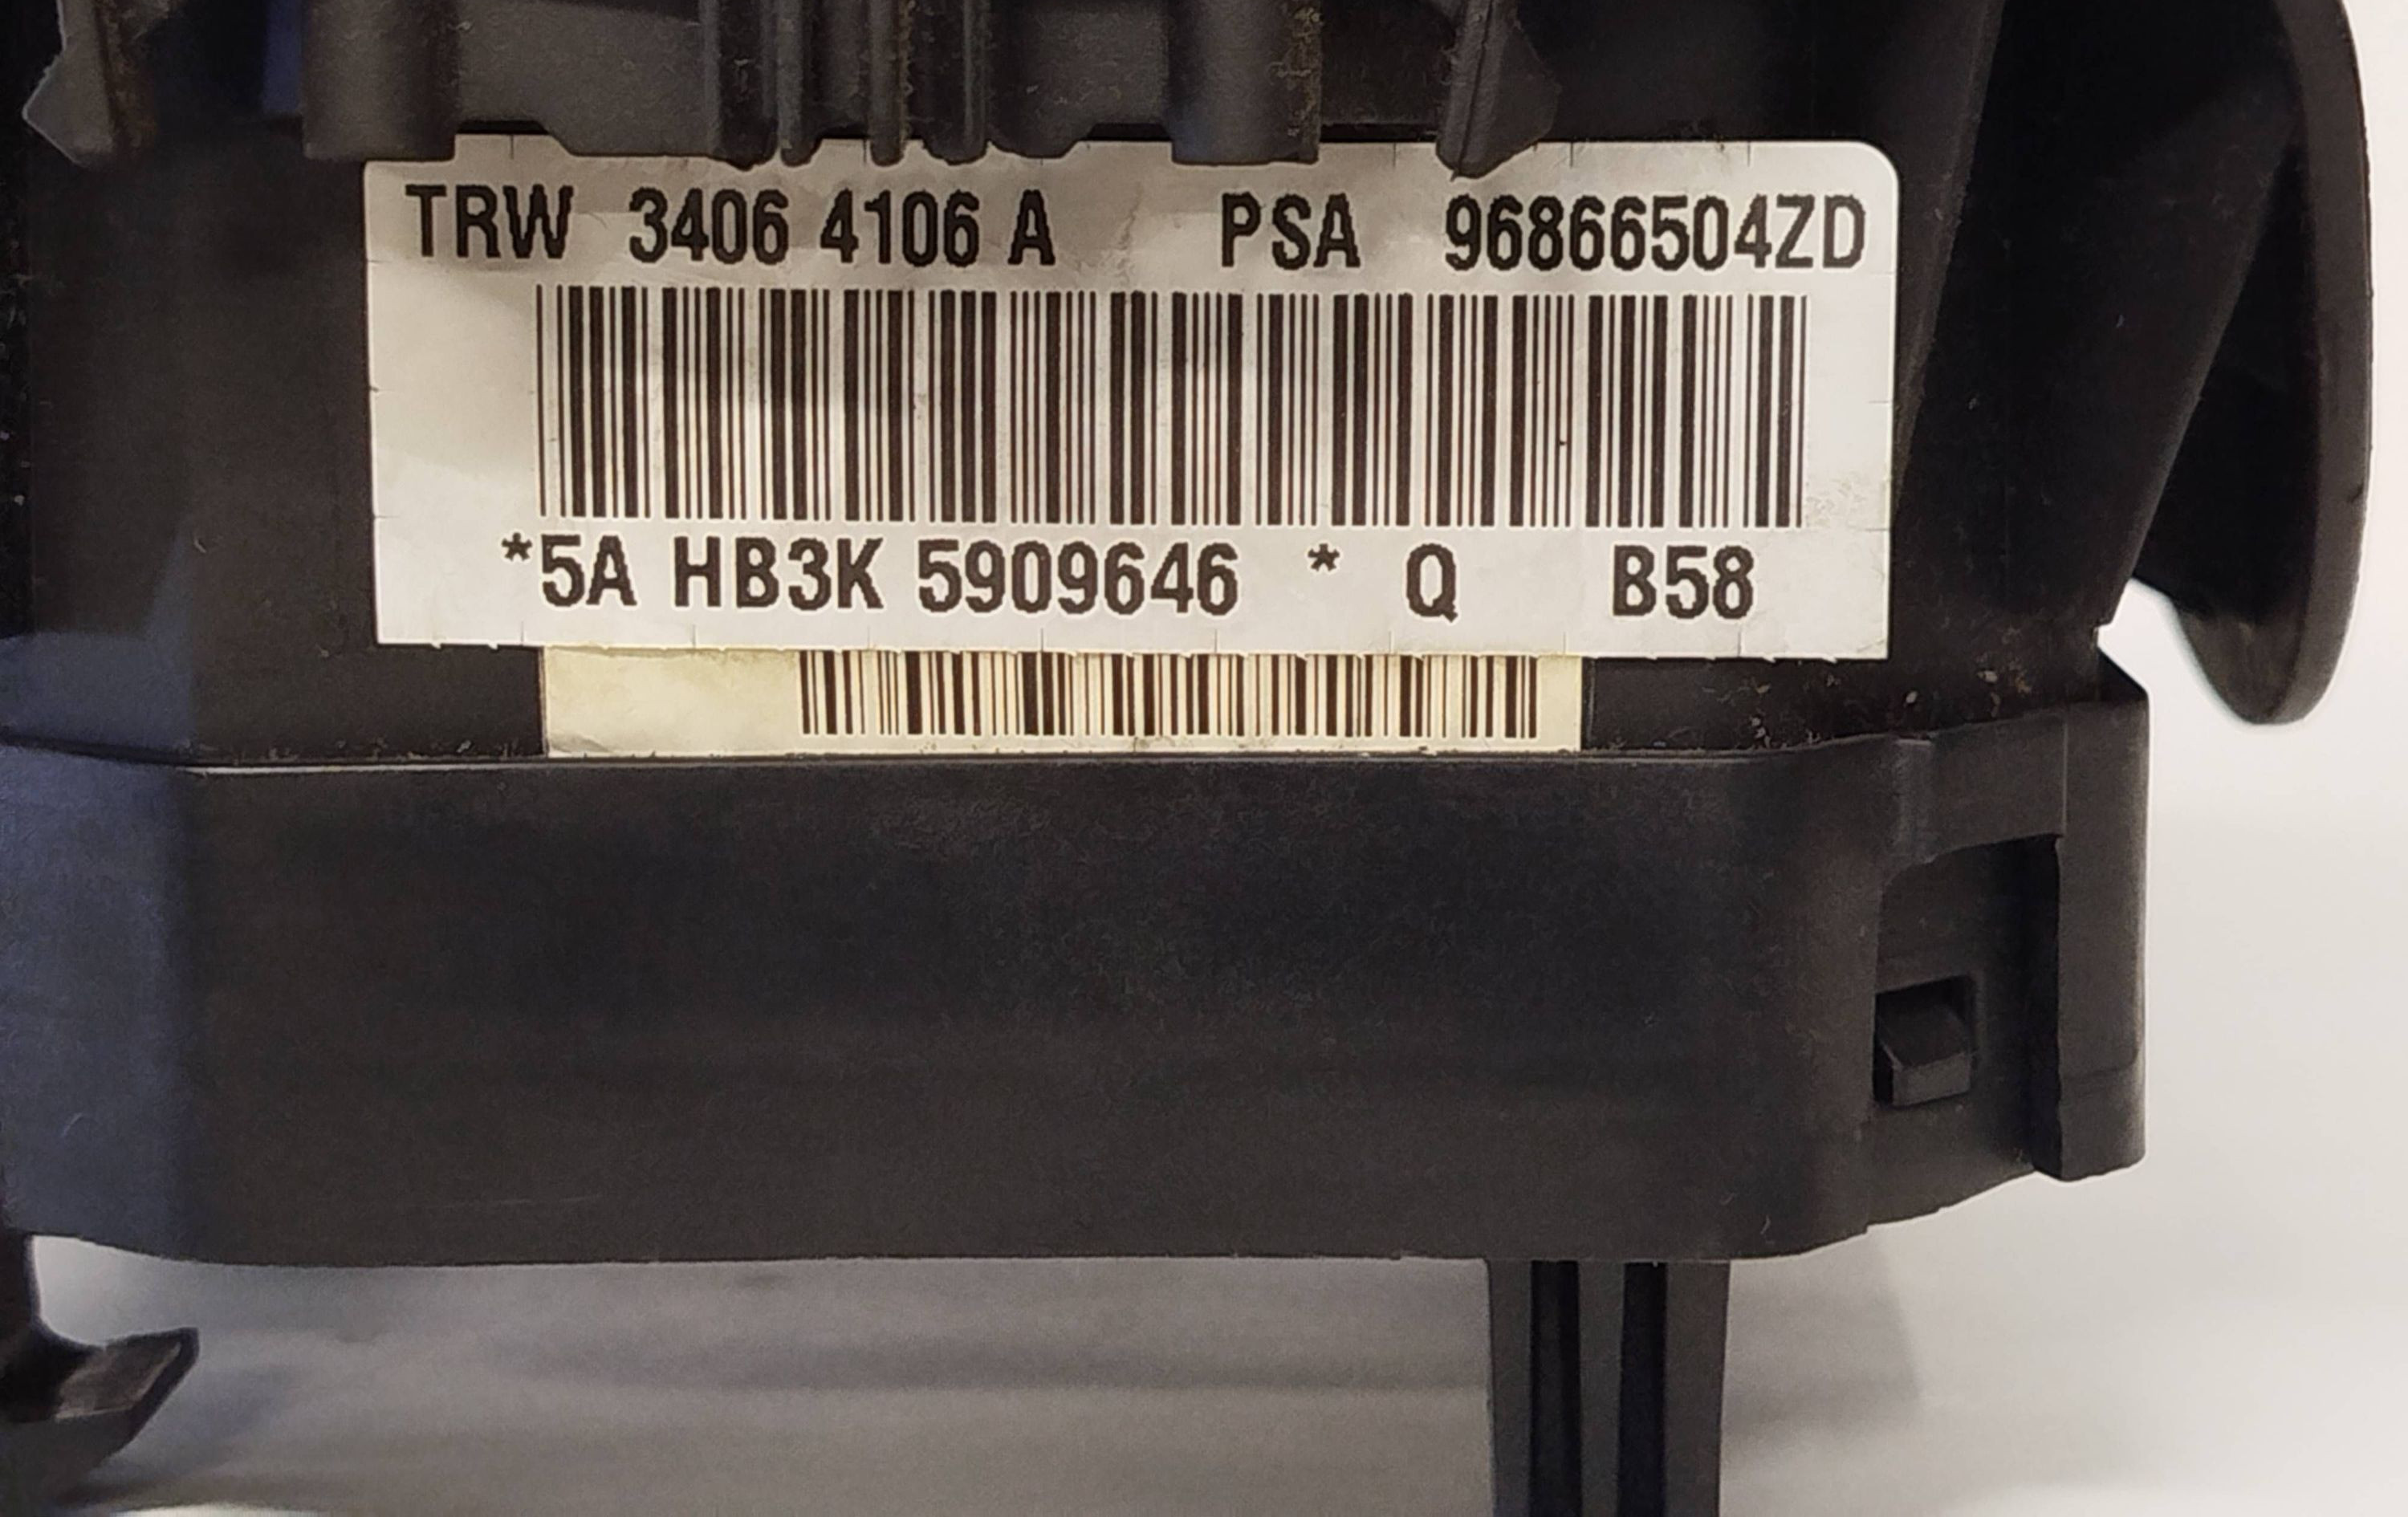 TRW 3406 4106 A PSA 96866504ZD
*5A HB3K 5909646 * Q B58